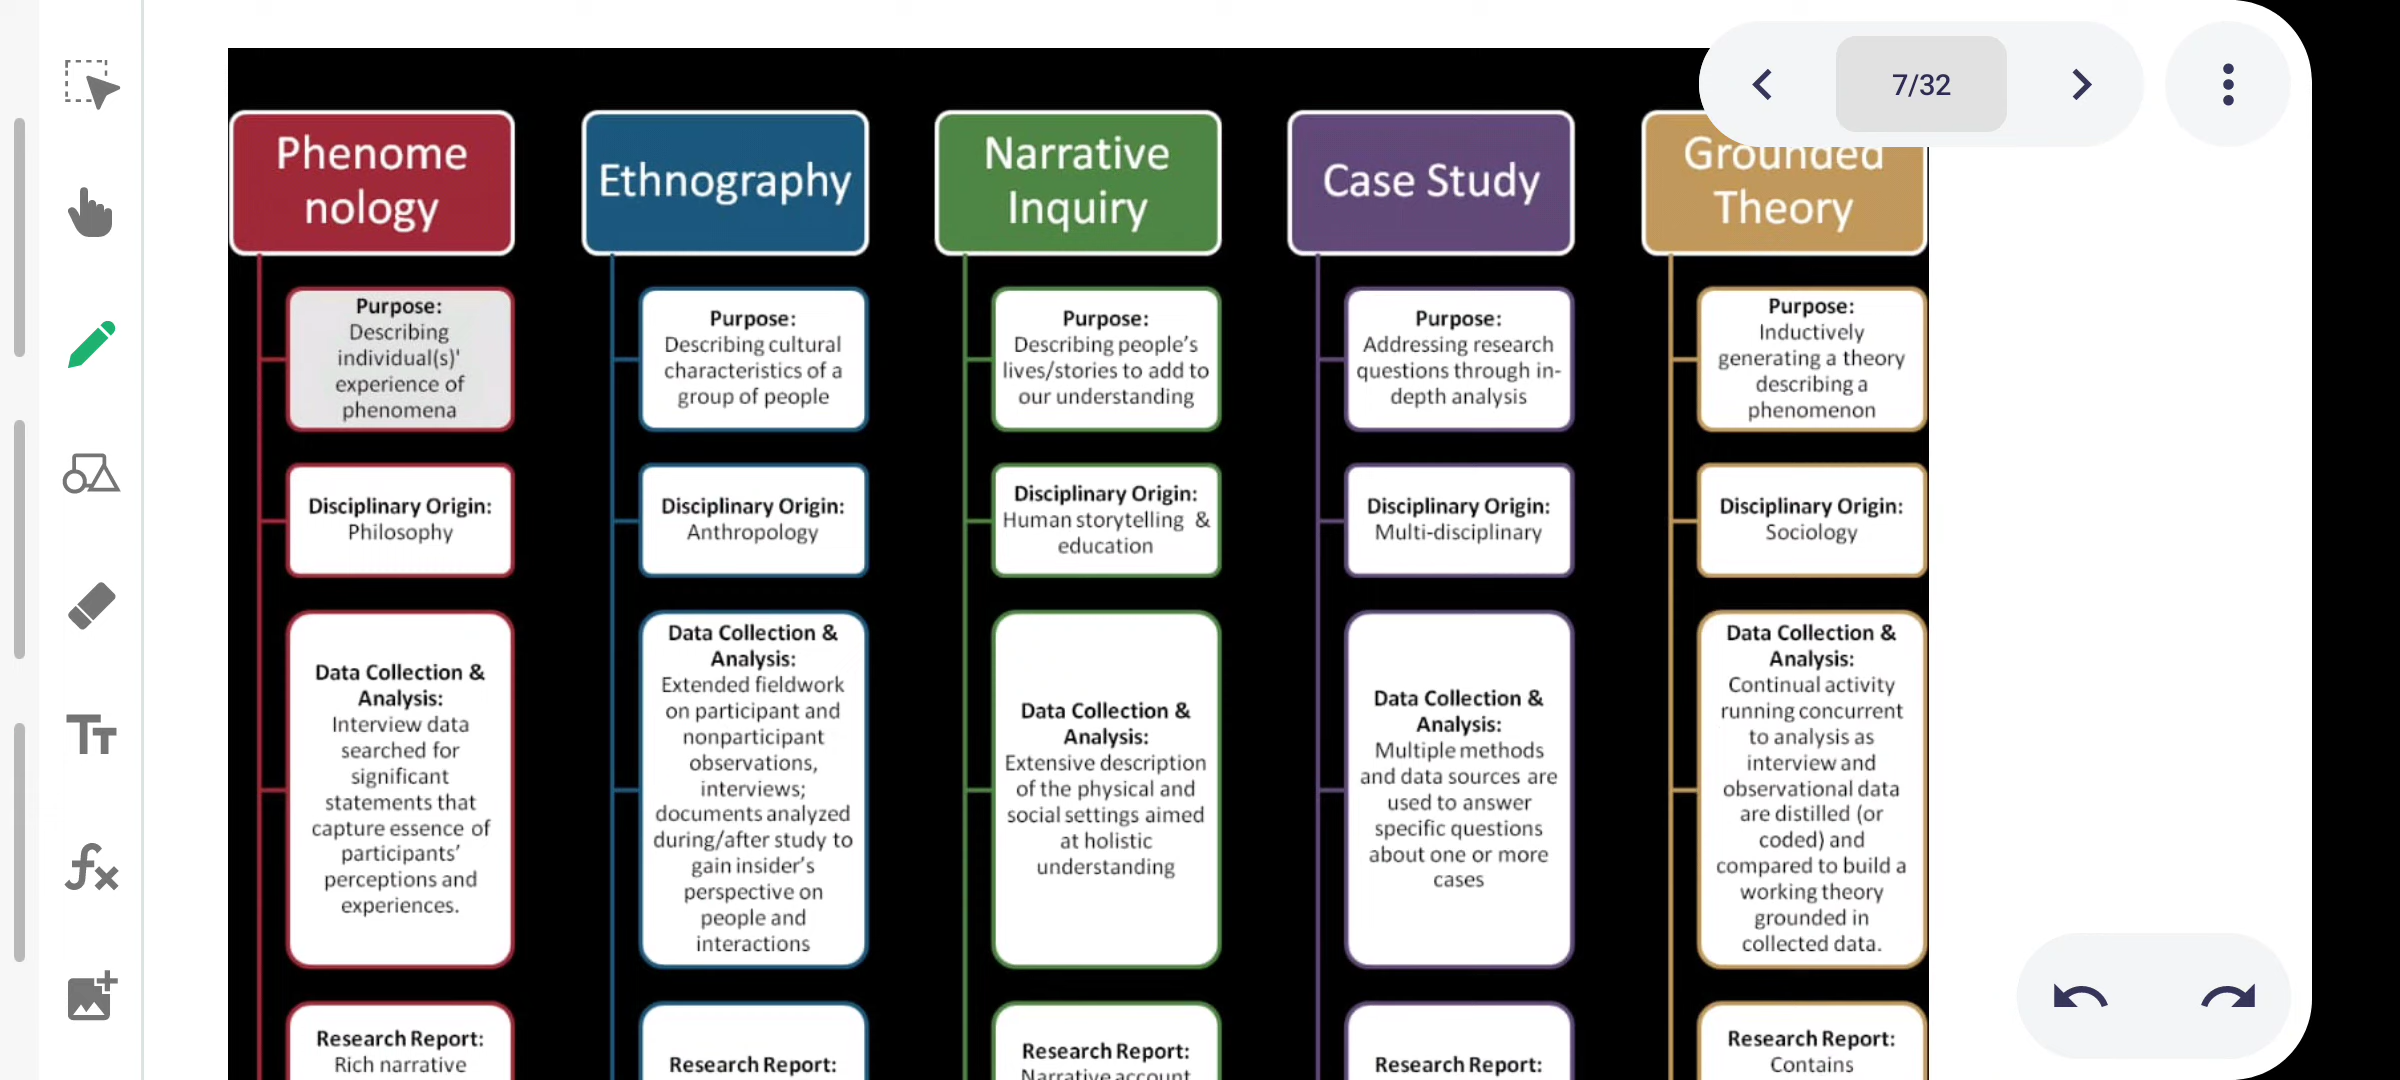 7/32
Phenome
nology
Purpose:
Describing
individual(s)'
experience of
phenomena
Disciplinary Origin:
Philosophy
Data Collection &
Analysis:
Interview data
searched for
significant
statements that
capture essence of
participants'
perceptions and
experiences.
Research Report:
Rich narrative
Ethnography
Purpose:
Describing cultural
characteristics of a
group of people
Disciplinary Origin:
Anthropology
Data Collection &
Analysis:
Extended fieldwork
on participant and
nonparticipant
observations,
interviews;
documents analyzed
during/after study to
gain insider's
perspective on
people and
interactions
Research Report:
Narrative
Inquiry
Purpose:
Describing people's
lives/stories to add to
our understanding
Disciplinary Origin:
Human storytelling &
education
Data Collection &
Analysis:
Extensive description
of the physical and
social settings aimed
at holistic
understanding
Research Report:
Narrative account
Case Study
Purpose:
Addressing research
questions through in-
depth analysis
Disciplinary Origin:
Multi-disciplinary
Data Collection &
Analysis:
Multiple methods
and data sources are
used to answer
specific questions
about one or more
cases
Research Report:
Grounded
Theory
Purpose:
Inductively
generating a theory
describing a
phenomenon
Disciplinary Origin:
Sociology
Data Collection &
Analysis:
Continual activity
running concurrent
to analysis as
interview and
observational data
are distilled (or
coded) and
compared to build a
working theory
grounded in
collected data.
Research Report:
Contains
Tт
fx